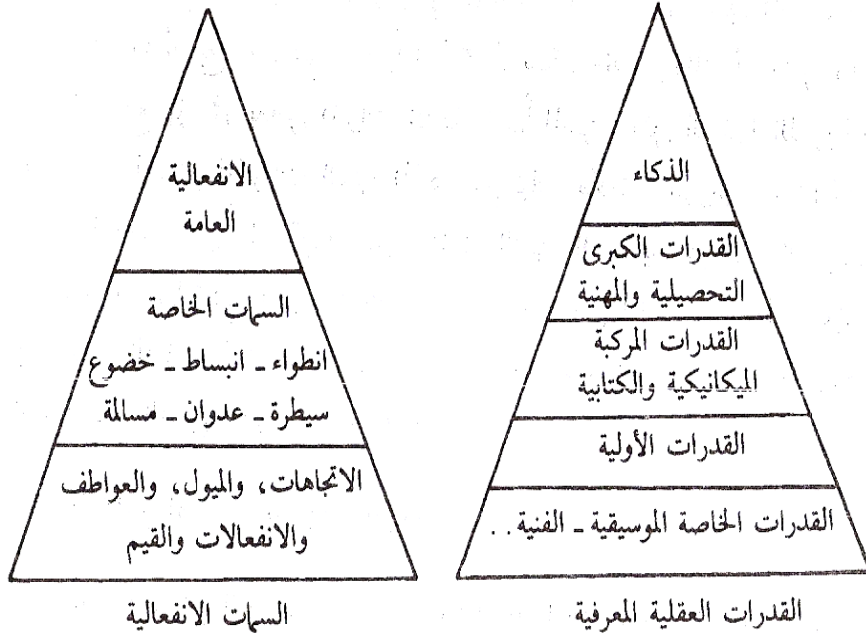 الذكاء
القدرات الكبرى
التحصيلية والمهنية
القدرات المركبة
الميكانيكية والكتابية
القدرات الأولية
القدرات الخاصة الموسيقية ـ الفنية ..
القدرات العقلية المعرفية
الانفعالية
العامة
السمات الخاصة
انطواء ـ انبساط ـ خضوع
سيطرة ـ عدوان ـ مسالمة
الاتجاهات، والميول، والعواطف
والانفعالات والقيم
السمات الانفعالية